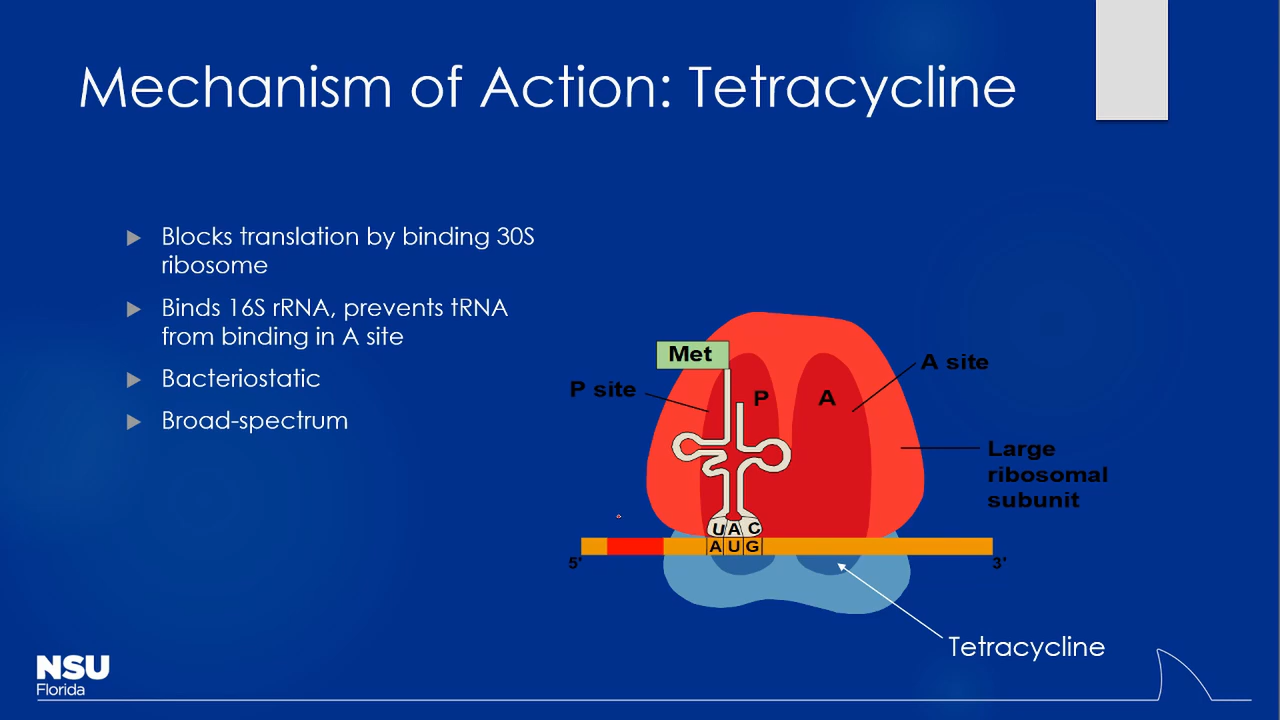 Mechanism of Action: Tetracycline
Blocks translation by binding 30S
ribosome
Binds 16S rRNA, prevents tRNA
from binding in A site
Bacteriostatic
Broad-spectrum
Met
P site
P
A
A site
Large
ribosomal
subunit
U A C
A U G
5'
3'
Tetracycline
NSU
Florida